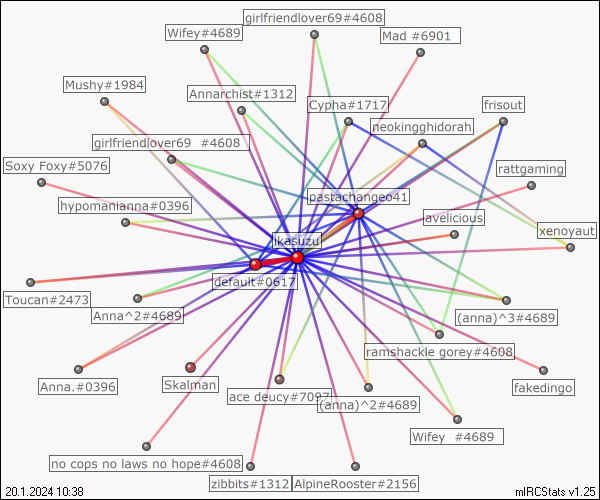 girlfriendlover69#4608
Wifey#4689
Mad #6901
Mushy#1984
Annarchist#1312
Cypha#1717
frisout
neokingghidorah
girlfriendlover69 #4608
Soxy Foxy#5076
rattgaming
pastachangeo41
hypomanianna#0396
avelicious
jkasuzu
xenoyaut
default#0617
Toucan#2473
Anna^2#4689
(anna)^3#4689
ramshackle gorey#4608
Anna.#0396
Skalman
fakedingo
ace deucy#7097
(anna)^2#4689
Wifey #4689
no cops no laws no hope#4608
zibbits#1312
AlpineRooster#2156
20.1.2024 10:38
mIRCStats v1.25